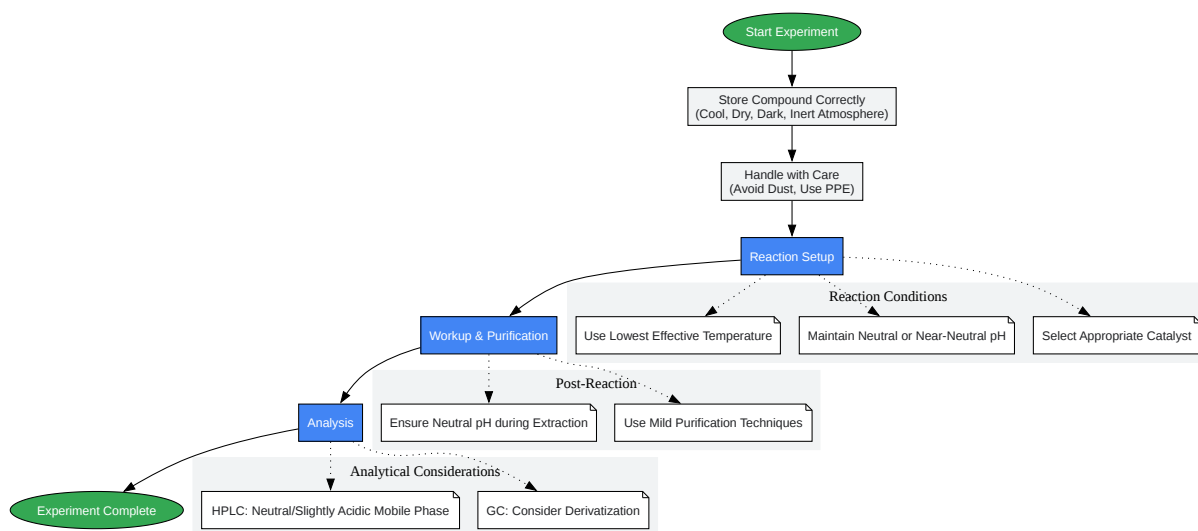 Start Experiment
Store Compound Correctly
(Cool, Dry, Dark, Inert Atmosphere)
Handle with Care
(Avoid Dust, Use PPE)
Reaction Setup
Reaction Conditions
Use Lowest Effective Temperature
Maintain Neutral or Near-Neutral pH
Select Appropriate Catalyst
Workup & Purification
Post-Reaction
Ensure Neutral pH during Extraction
Use Mild Purification Techniques
Analysis
Analytical Considerations
HPLC: Neutral/Slightly Acidic Mobile Phase
GC: Consider Derivatization
Experiment Complete